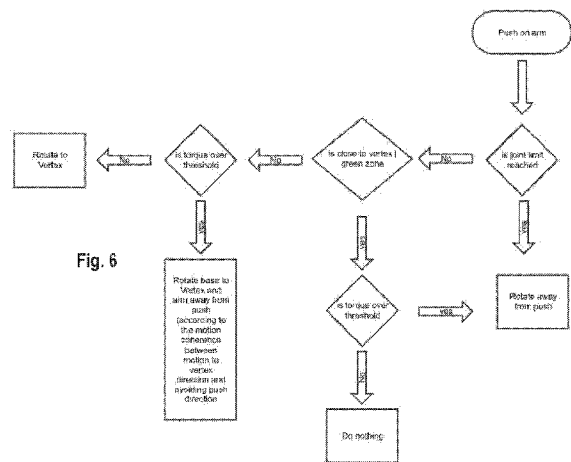 Push on arm
is joint limit
reached
No
is close to vertex |
green zone
No
is torque over
threshold
No
Rotate to
Vertex
yes
yes
yes
Fig. 6
Rotate base to
Vertex and
arm away from
push
(according to
the motion
coheration
between
motion to
vertex
direction and
avoiding push
direction
is torque over
threshold
yes
Rotate away
from push
No
Do nothing